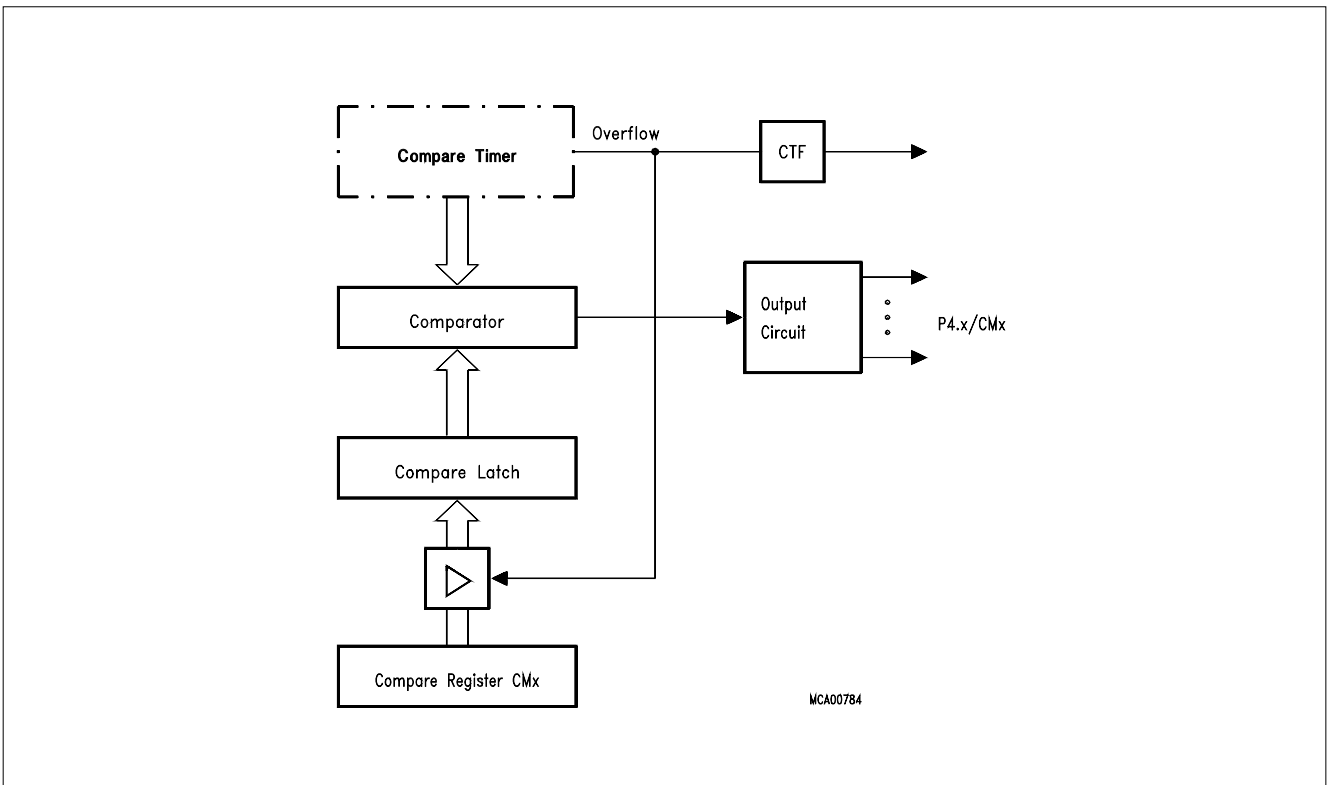 Overflow
Compare Timer
CTF
Comparator
Output
Circuit
P4.x/CMx
Compare Latch
Compare Register CMx
MCA00784